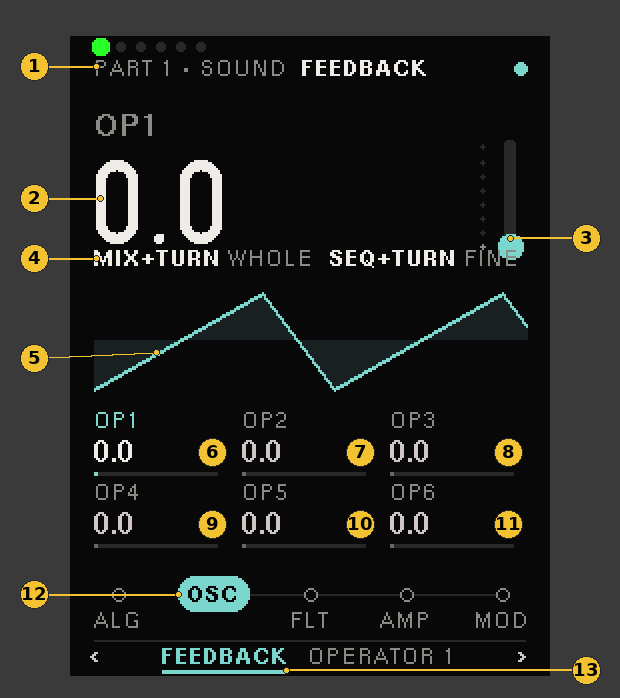 1 PART 1 · SOUND FEEDBACK
OP1
2 0.0
3
4 MIX+TURN WHOLE SEQ+TURN FINE
5
OP1 OP2 OP3
0.0 6 0.0 7 0.0 8
OP4 OP5 OP6
0.0 9 0.0 10 0.0 11
12 OSC
ALG FLT AMP MOD
< FEEDBACK OPERATOR 1 >
13